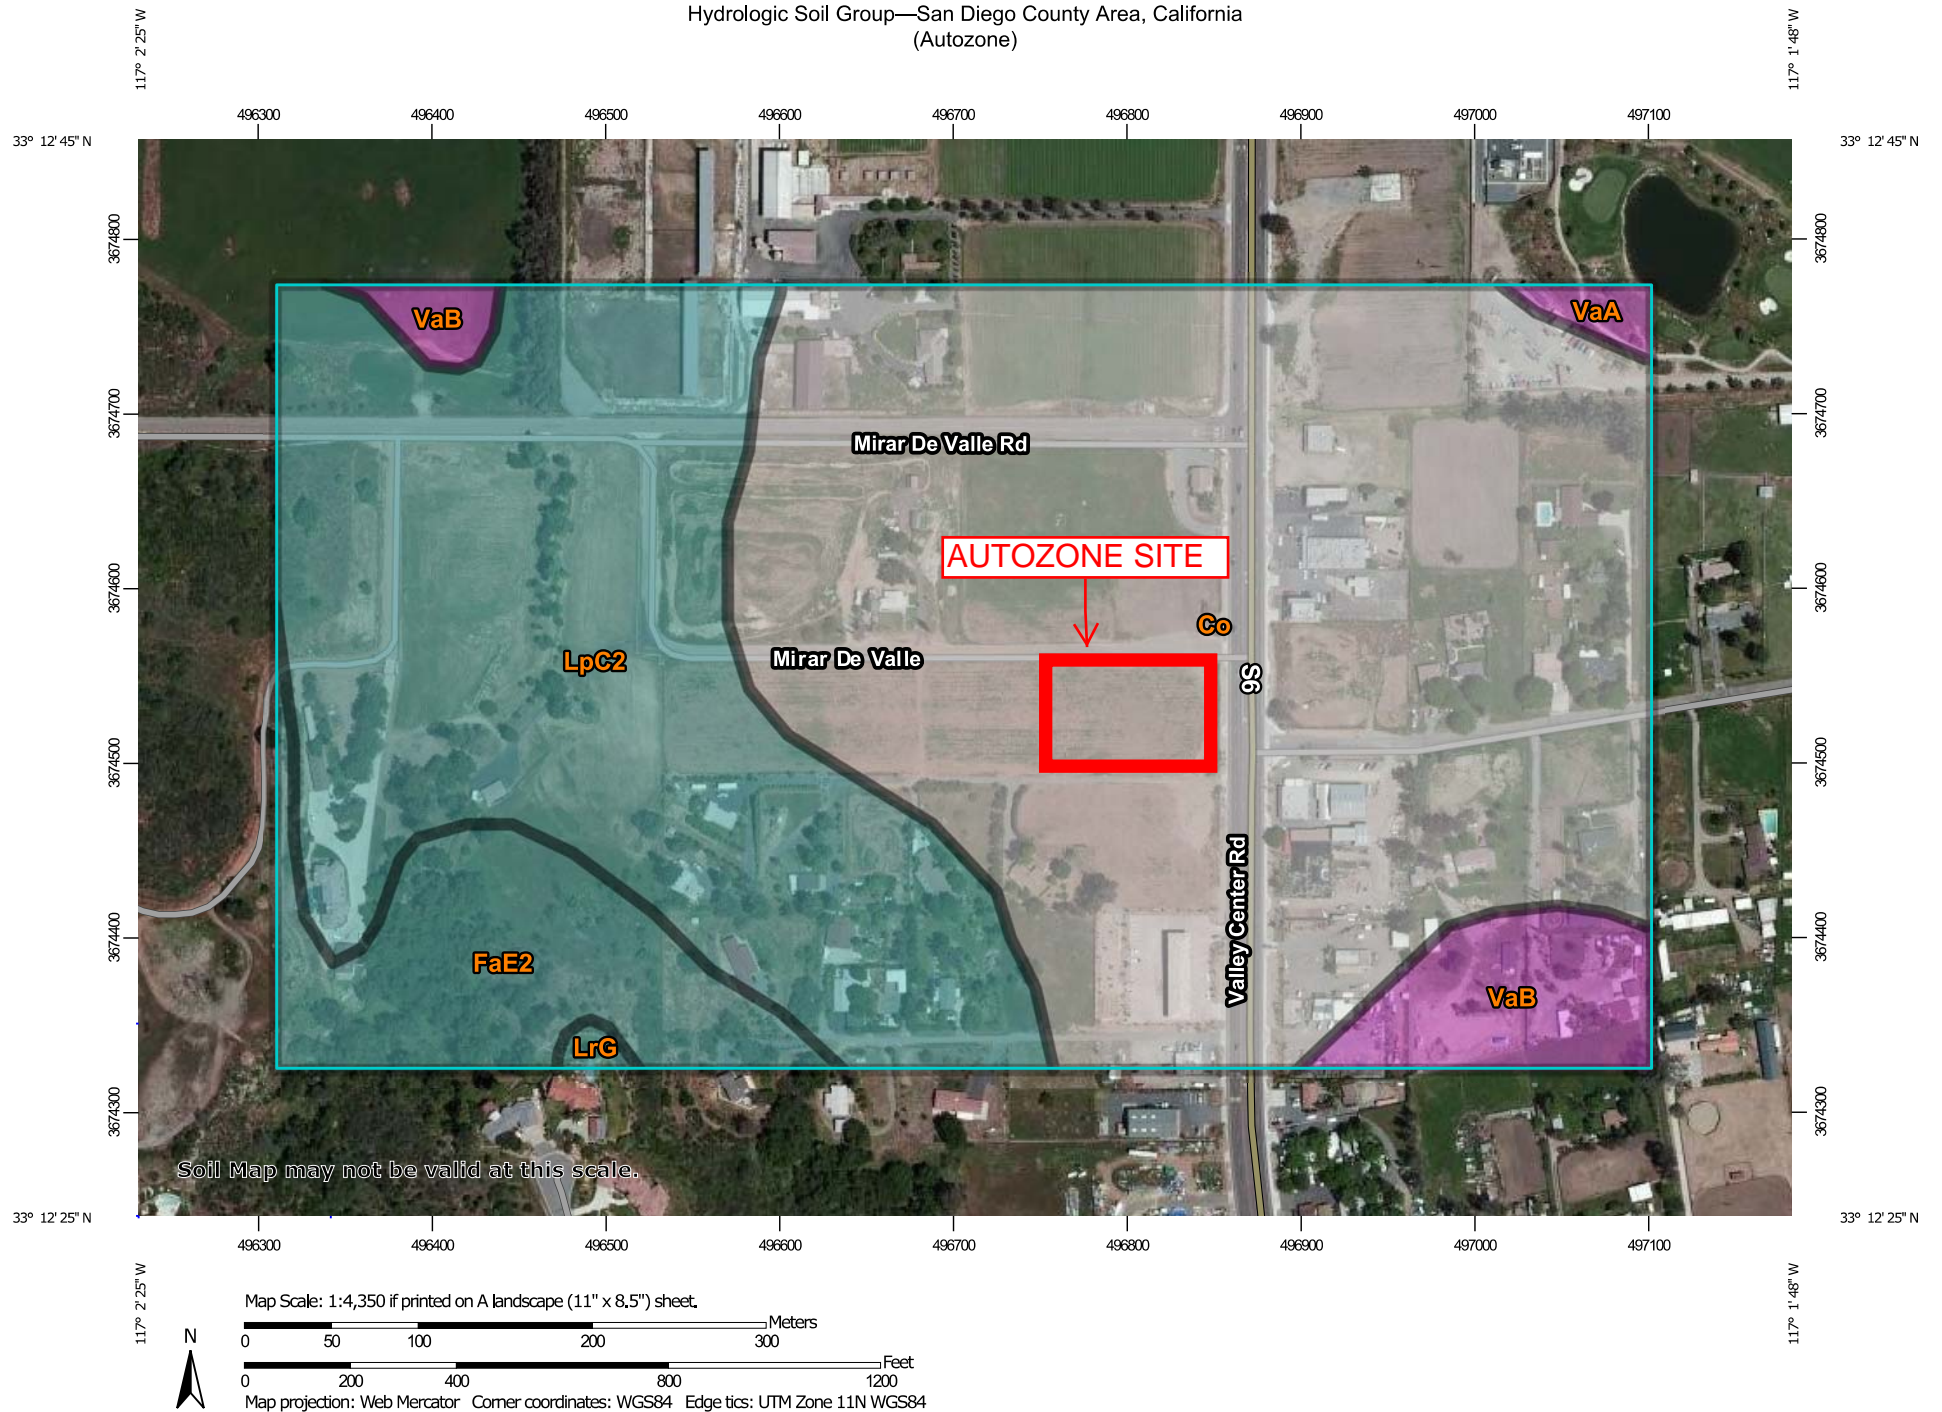 Hydrologic Soil Group—San Diego County Area, California
(Autozone)
117° 2' 25" W
117° 1' 48" W
496300 496400 496500 496600 496700 496800 496900 497000 497100
33° 12' 45" N
33° 12' 45" N
3674800
3674800
VaB
VaA
3674700
3674700
Mirar De Valle Rd
AUTOZONE SITE
3674600
3674600
Co
LpC2
Mirar De Valle
S6
3674500
3674500
Valley Center Rd
3674400
3674400
FaE2
VaB
LrG
3674300
3674300
Soil Map may not be valid at this scale.
33° 12' 25" N
33° 12' 25" N
496300 496400 496500 496600 496700 496800 496900 497000 497100
117° 2' 25" W
117° 1' 48" W
Map Scale: 1:4,350 if printed on A landscape (11" x 8.5") sheet.
Meters
0 50 100 200 300
N
Feet
0 200 400 800 1200
Map projection: Web Mercator Corner coordinates: WGS84 Edge tics: UTM Zone 11N WGS84